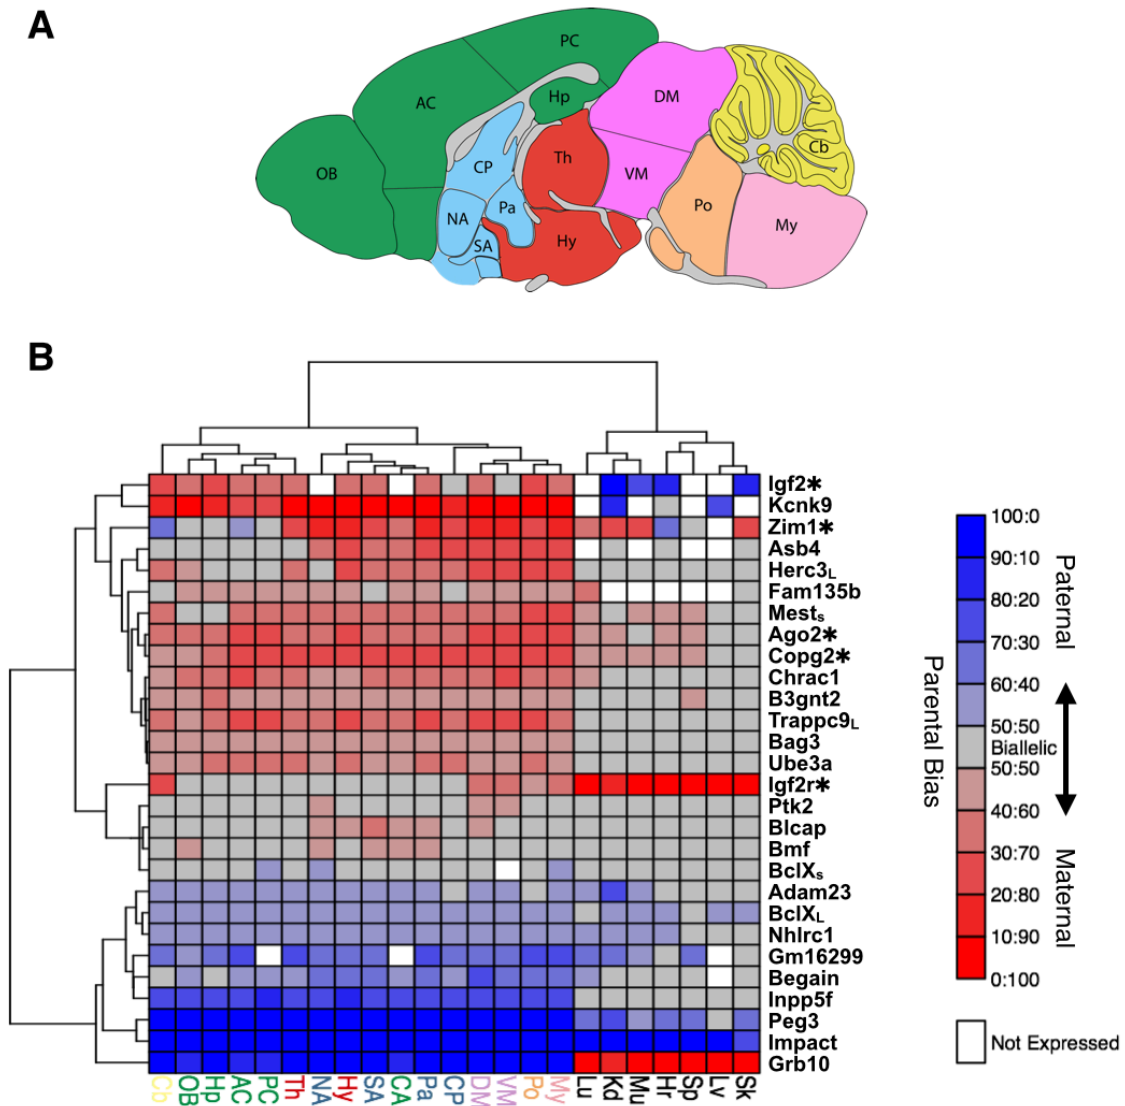 A
PC
AC
Hp
DM
OB
Th
CP
Cb
VM
Pa
NA
Po
My
SA
Hy
B
Igf2*
Kcnk9
Zim1*
Asb4
Herc3L
Fam135b
Mests
Ago2*
Copg2*
Chrac1
B3gnt2
Trappc9L
Bag3
Ube3a
Igf2r*
Ptk2
Blcap
Bmf
BclXs
Adam23
BclXL
Nhlrc1
Gm16299
Begain
Inpp5f
Peg3
Impact
Grb10
Cb OB Hp AC PC Th NA Hy SA CA Pa CP DM VM Po My Lu Kd Mu Hr Sp Lv Sk
Parental Bias
100:0
90:10
80:20
70:30
60:40
50:50
Biallelic
50:50
40:60
30:70
20:80
10:90
0:100
Paternal
Maternal
Not Expressed